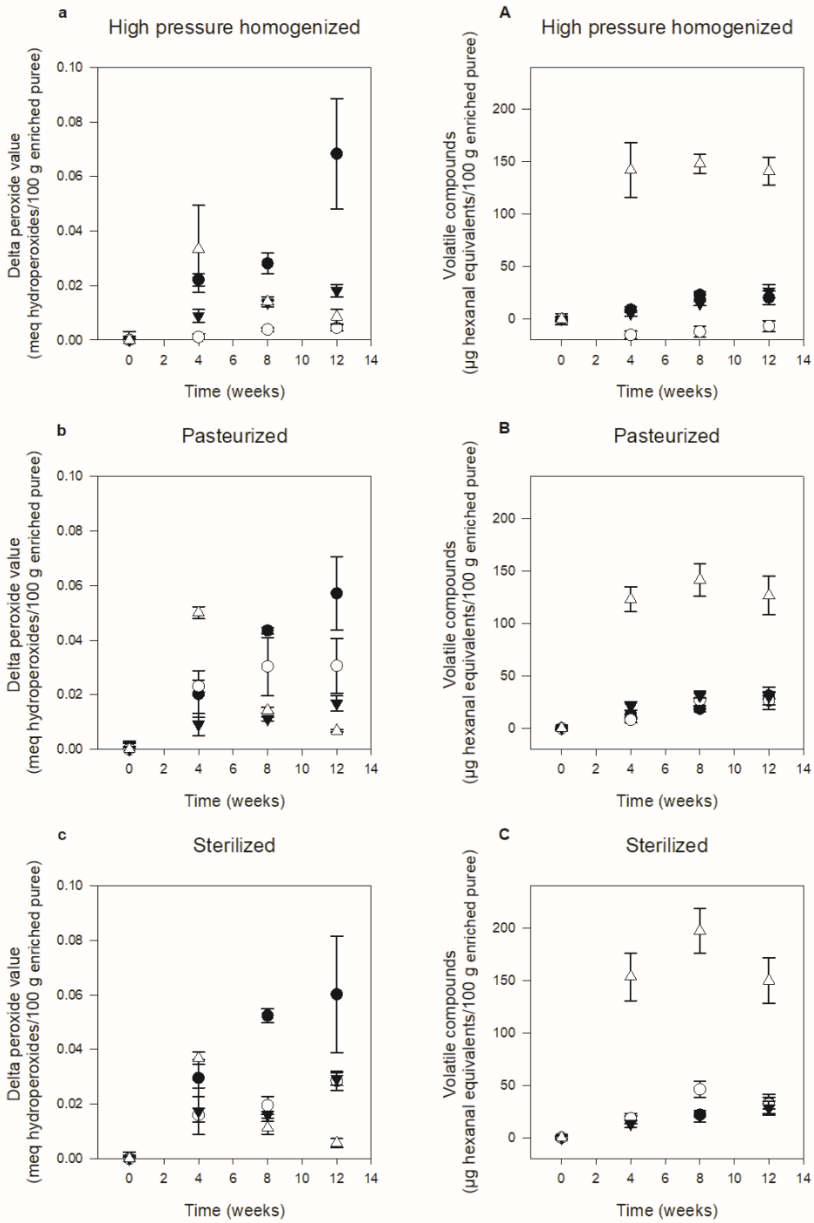 a
High pressure homogenized
Delta peroxide value
(meq hydroperoxides/100 g enriched puree)
0.10
0.08
0.06
0.04
0.02
0.00
0 2 4 6 8 10 12 14
Time (weeks)
A
High pressure homogenized
Volatile compounds
(µg hexanal equivalents/100 g enriched puree)
200
150
100
50
0
0 2 4 6 8 10 12 14
Time (weeks)
b
Pasteurized
Delta peroxide value
(meq hydroperoxides/100 g enriched puree)
0.10
0.08
0.06
0.04
0.02
0.00
0 2 4 6 8 10 12 14
Time (weeks)
B
Pasteurized
Volatile compounds
(µg hexanal equivalents/100 g enriched puree)
200
150
100
50
0
0 2 4 6 8 10 12 14
Time (weeks)
c
Sterilized
Delta peroxide value
(meq hydroperoxides/100 g enriched puree)
0.10
0.08
0.06
0.04
0.02
0.00
0 2 4 6 8 10 12 14
Time (weeks)
C
Sterilized
Volatile compounds
(µg hexanal equivalents/100 g enriched puree)
200
150
100
50
0
0 2 4 6 8 10 12 14
Time (weeks)